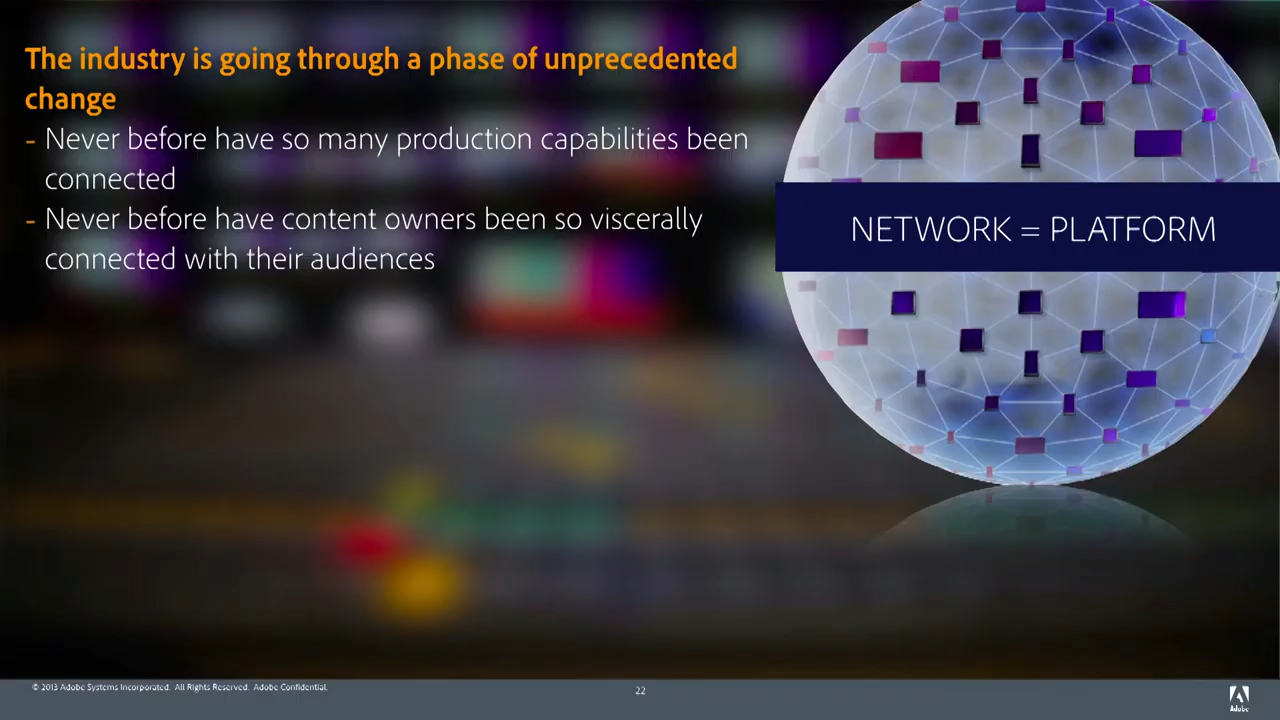 The industry is going through a phase of unprecedented
change
- Never before have so many production capabilities been
connected
- Never before have content owners been so viscerally
connected with their audiences
NETWORK = PLATFORM
© 2013 Adobe Systems Incorporated. All Rights Reserved. Adobe Confidential.
22
Adobe